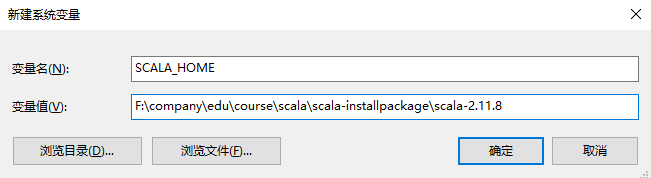 新建系统变量
变量名(N):
SCALA_HOME
变量值(V):
F:\company\edu\course\scala\scala-installpackage\scala-2.11.8
浏览目录(D)... 浏览文件(F)... 确定 取消